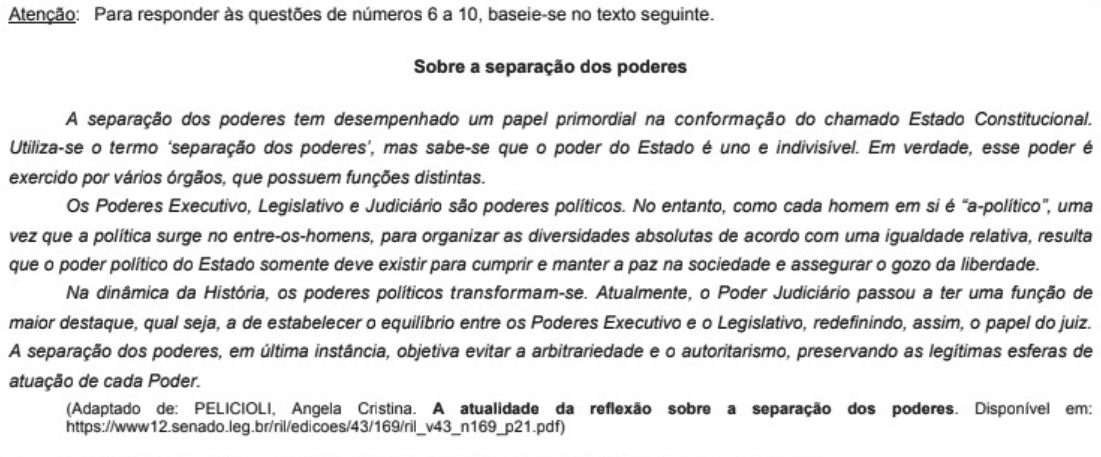 Atenção: Para responder às questões de números 6 a 10, baseie-se no texto seguinte.
Sobre a separação dos poderes
A separação dos poderes tem desempenhado um papel primordial na conformação do chamado Estado Constitucional.
Utiliza-se o termo 'separação dos poderes', mas sabe-se que o poder do Estado é uno e indivisível. Em verdade, esse poder é
exercido por vários órgãos, que possuem funções distintas.
Os Poderes Executivo, Legislativo e Judiciário são poderes políticos. No entanto, como cada homem em si é "a-político", uma
vez que a política surge no entre-os-homens, para organizar as diversidades absolutas de acordo com uma igualdade relativa, resulta
que o poder político do Estado somente deve existir para cumprir e manter a paz na sociedade e assegurar o gozo da liberdade.
Na dinâmica da História, os poderes políticos transformam-se. Atualmente, o Poder Judiciário passou a ter uma função de
maior destaque, qual seja, a de estabelecer o equilíbrio entre os Poderes Executivo e o Legislativo, redefinindo, assim, o papel do juiz.
A separação dos poderes, em última instância, objetiva evitar a arbitrariedade e o autoritarismo, preservando as legítimas esferas de
atuação de cada Poder.
(Adaptado de: PELICIOLI, Angela Cristina. A atualidade da reflexão sobre a separação dos poderes. Disponível em:
https://www12.senado.leg.br/ril/edicoes/43/169/ril_v43_n169_p21.pdf)